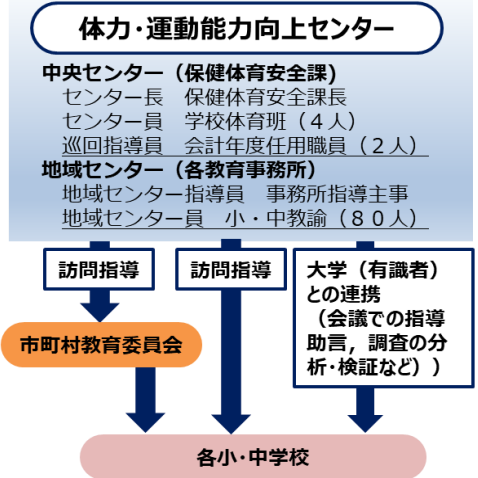 体力・運動能力向上センター
中央センター（保健体育安全課)
センター長　保健体育安全課長
センター員　学校体育班（４人）
巡回指導員　会計年度任用職員（２人）
地域センター（各教育事務所）
地域センター指導員　事務所指導主事
地域センター員　小・中教諭（８０人）
訪問指導
訪問指導
大学（有識者）
との連携
（会議での指導
助言，調査の分
析・検証など））
市町村教育委員会
各小・中学校